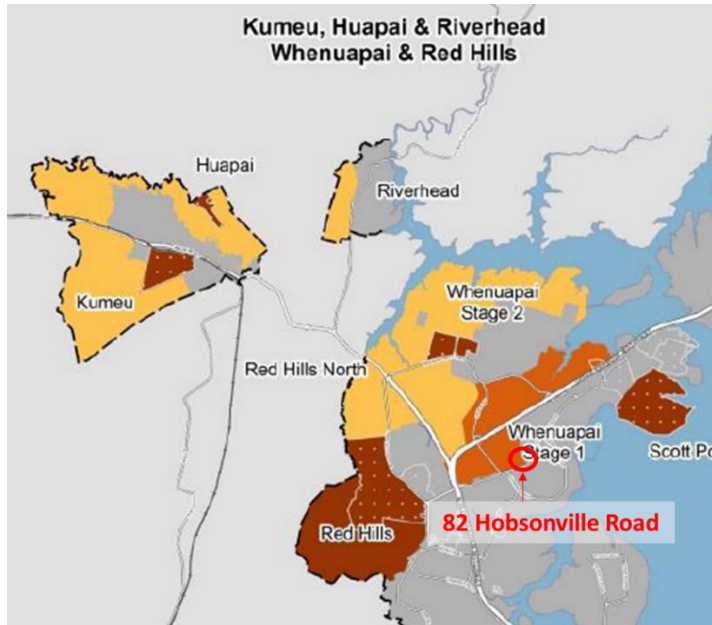 Kumeu, Huapai & Riverhead
Whenuapai & Red Hills
Huapai
Riverhead
Kumeu
Whenuapai
Stage 2
Red Hills North
Whenuapai
Stage 1
Scott Po
Red Hills
82 Hobsonville Road